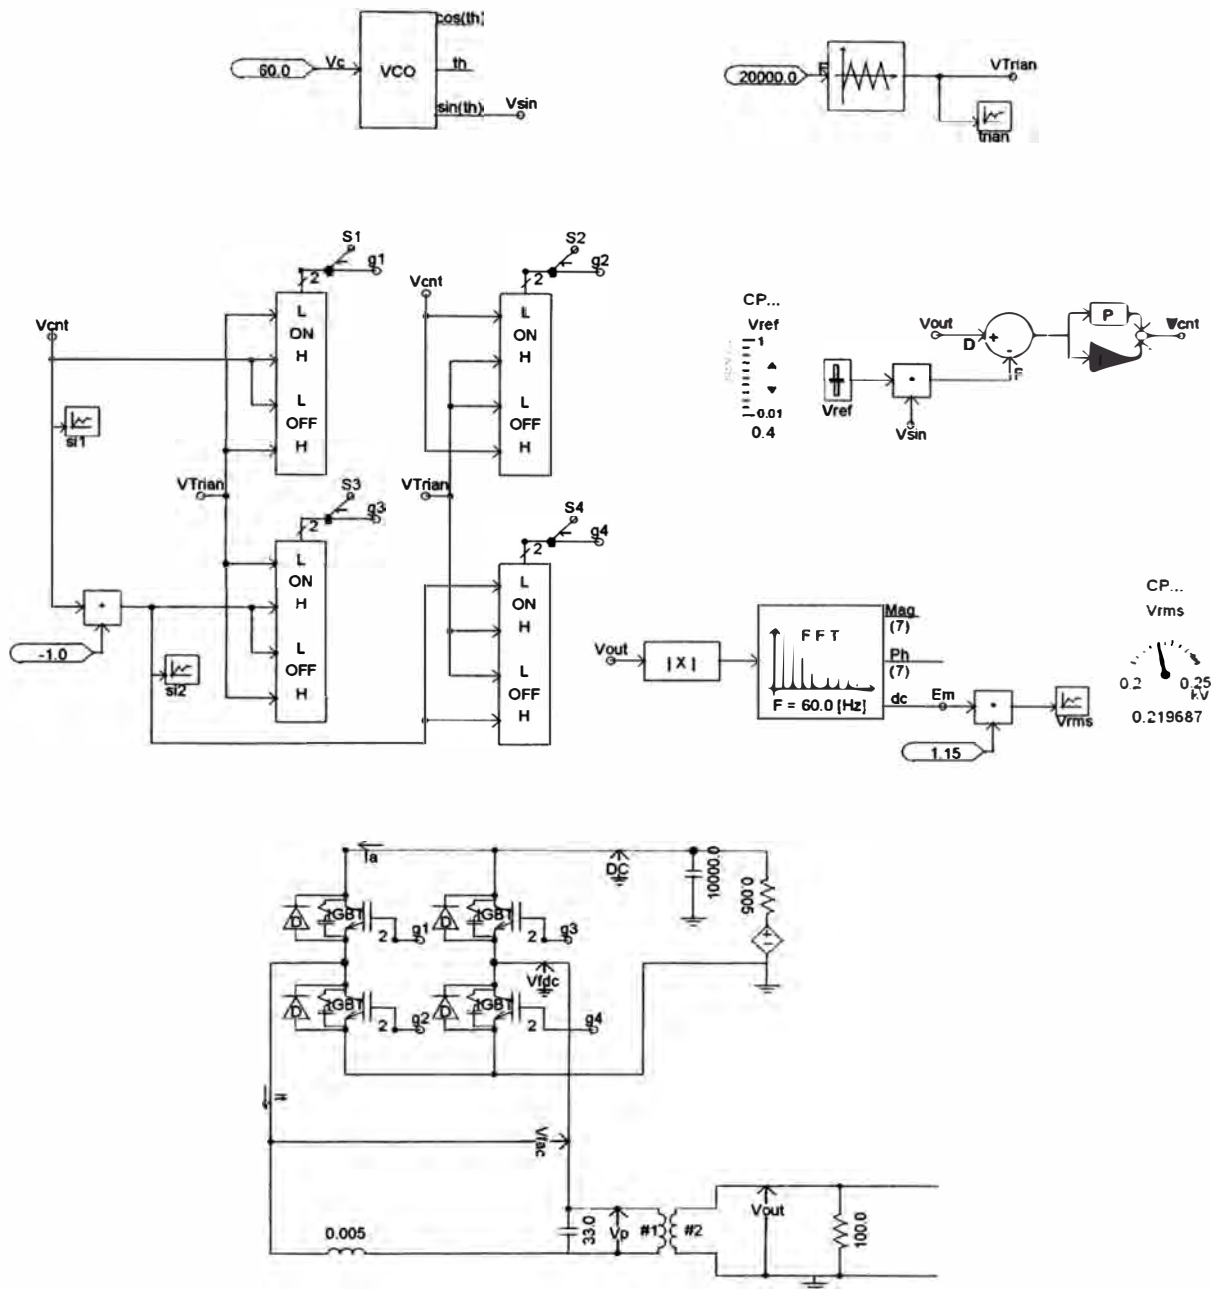 cos(th)
60.0
Vc
VCO
th
sin(th)
Vsin
20000.0
F
VTrian
trian
S1
g1
2
L
ON
H
L
OFF
H
S2
g2
2
Vcnt
L
ON
H
L
OFF
H
Vcnt
si1
VTrian
VTrian
S3
g3
2
L
ON
H
L
OFF
H
S4
g4
2
L
ON
H
L
OFF
H
-1.0
si2
CP...
Vref
1
0.01
0.4
Vout
D
+
-
F
P
Vcnt
Vref
Vsin
Vout
|X|
FFT
F = 60.0 [Hz]
Mag
(7)
Ph
(7)
dc
Em
1.15
Vrms
CP...
Vrms
0.2
0.25
kV
0.219687
Ia
DC
10000.0
0.005
D
IGBT
2
g1
D
IGBT
2
g3
Vfdc
D
IGBT
2
g2
D
IGBT
2
g4
If
Vfac
0.005
33.0
Vp
#1
#2
Vout
100.0